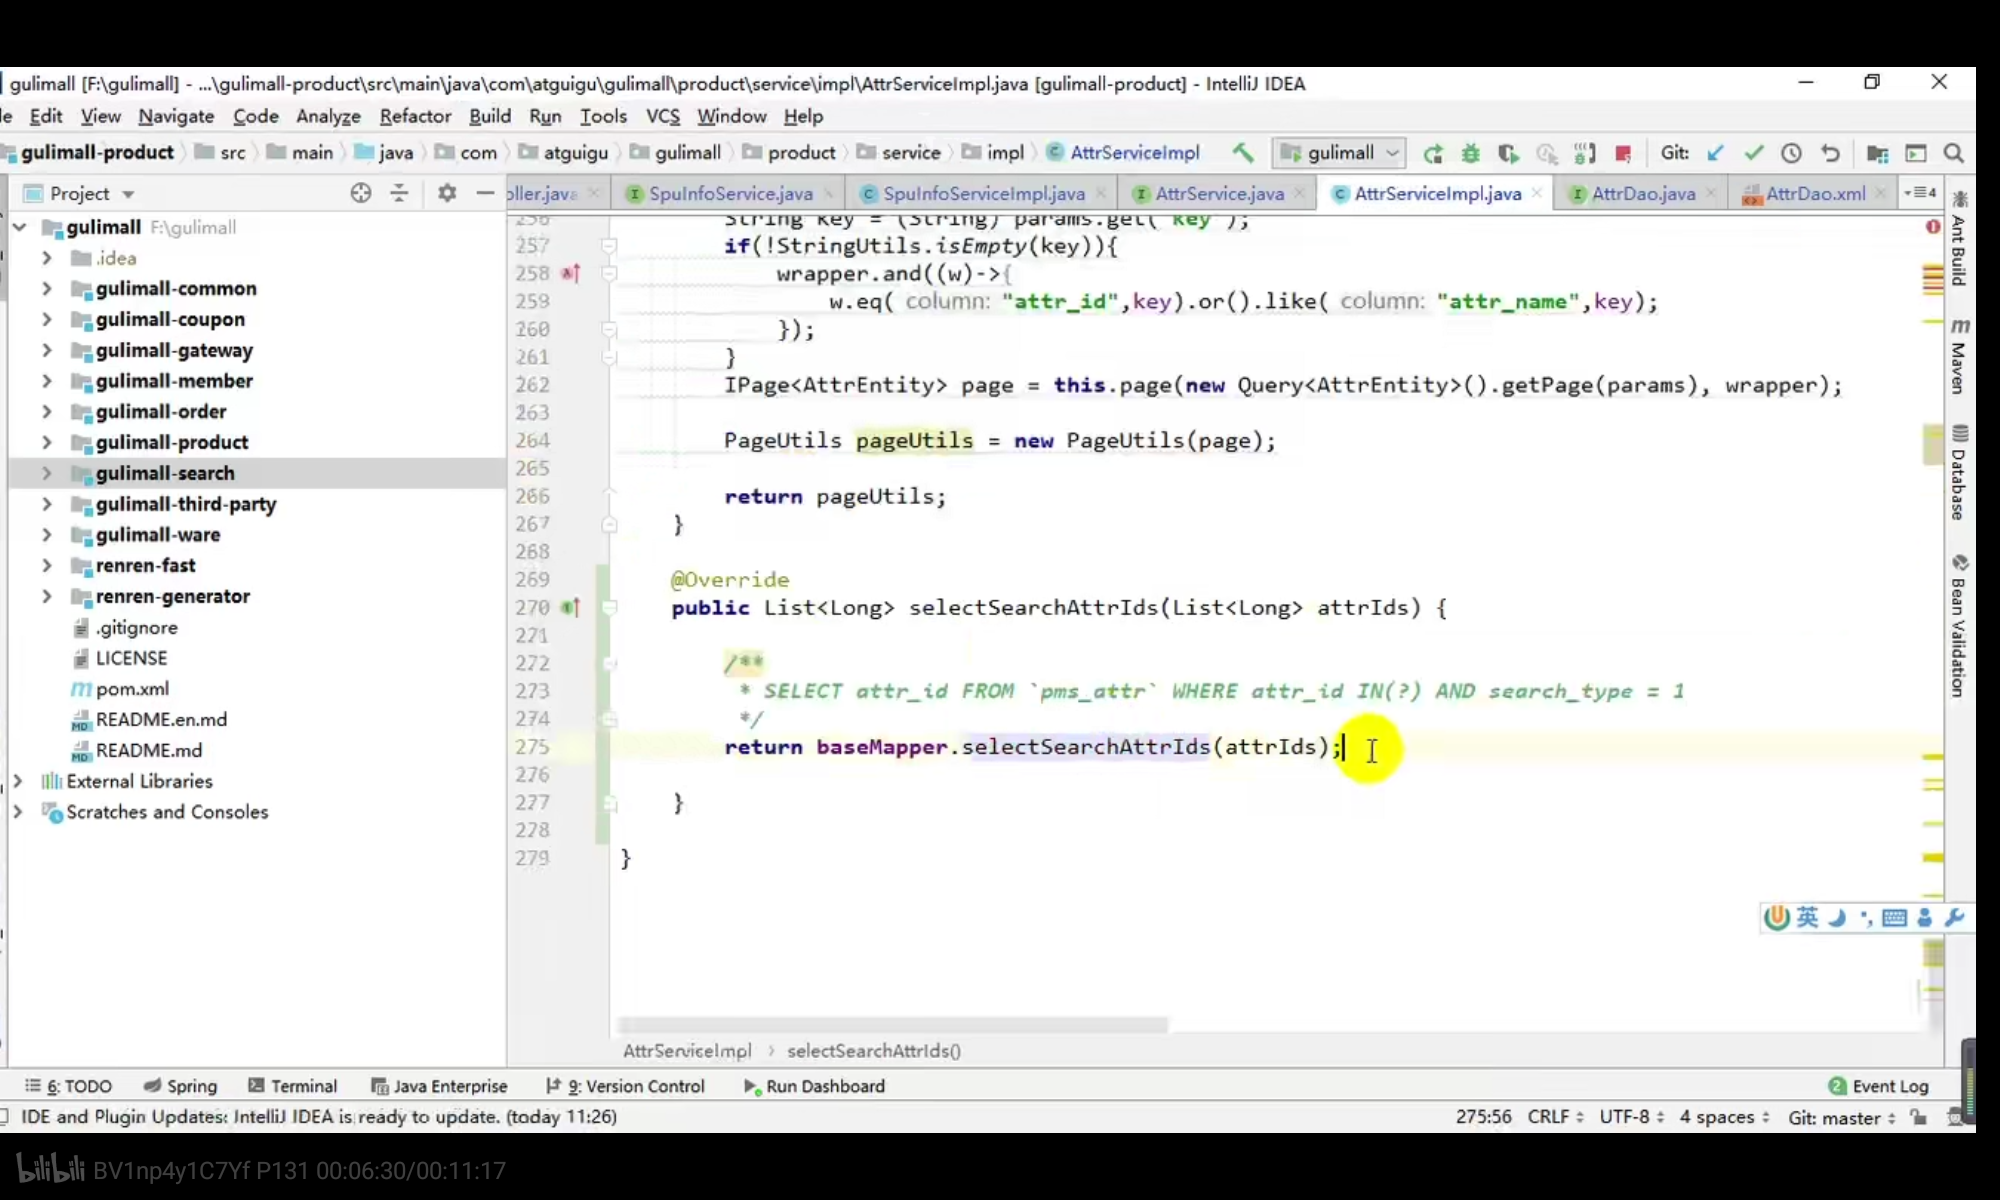 gulimall [F:\gulimall] - ...\gulimall-product\src\main\java\com\atguigu\gulimall\product\service\impl\AttrServiceImpl.java [gulimall-product] - IntelliJ IDEA
Edit View Navigate Code Analyze Refactor Build Run Tools VCS Window Help
gulimall-product src main java com atguigu gulimall product service impl AttrServiceImpl gulimall Git:
Project
oller.java SpuInfoService.java SpuInfoServiceImpl.java AttrService.java AttrServiceImpl.java AttrDao.java AttrDao.xml 4
gulimall F:\gulimall
.idea
gulimall-common
gulimall-coupon
gulimall-gateway
gulimall-member
gulimall-order
gulimall-product
gulimall-search
gulimall-third-party
gulimall-ware
renren-fast
renren-generator
.gitignore
LICENSE
pom.xml
README.en.md
README.md
External Libraries
Scratches and Consoles
256 String key = (String) params.get("key");
257 if(!StringUtils.isEmpty(key)){
258 wrapper.and((w)->{
259 w.eq( column: "attr_id",key).or().like( column: "attr_name",key);
260 });
261 }
262 IPage<AttrEntity> page = this.page(new Query<AttrEntity>().getPage(params), wrapper);
263
264 PageUtils pageUtils = new PageUtils(page);
265
266 return pageUtils;
267 }
268
269 @Override
270 public List<Long> selectSearchAttrIds(List<Long> attrIds) {
271
272 /**
273 * SELECT attr_id FROM `pms_attr` WHERE attr_id IN(?) AND search_type = 1
274 */
275 return baseMapper.selectSearchAttrIds(attrIds);
276
277 }
278
279 }
AttrServiceImpl › selectSearchAttrIds()
Ant Build
Maven
Database
Bean Validation
英
6: TODO Spring Terminal Java Enterprise 9: Version Control Run Dashboard 2 Event Log
IDE and Plugin Updates: IntelliJ IDEA is ready to update. (today 11:26) 275:56 CRLF UTF-8 4 spaces Git: master
bilibili BV1np4y1C7Yf P131 00:06:30/00:11:17